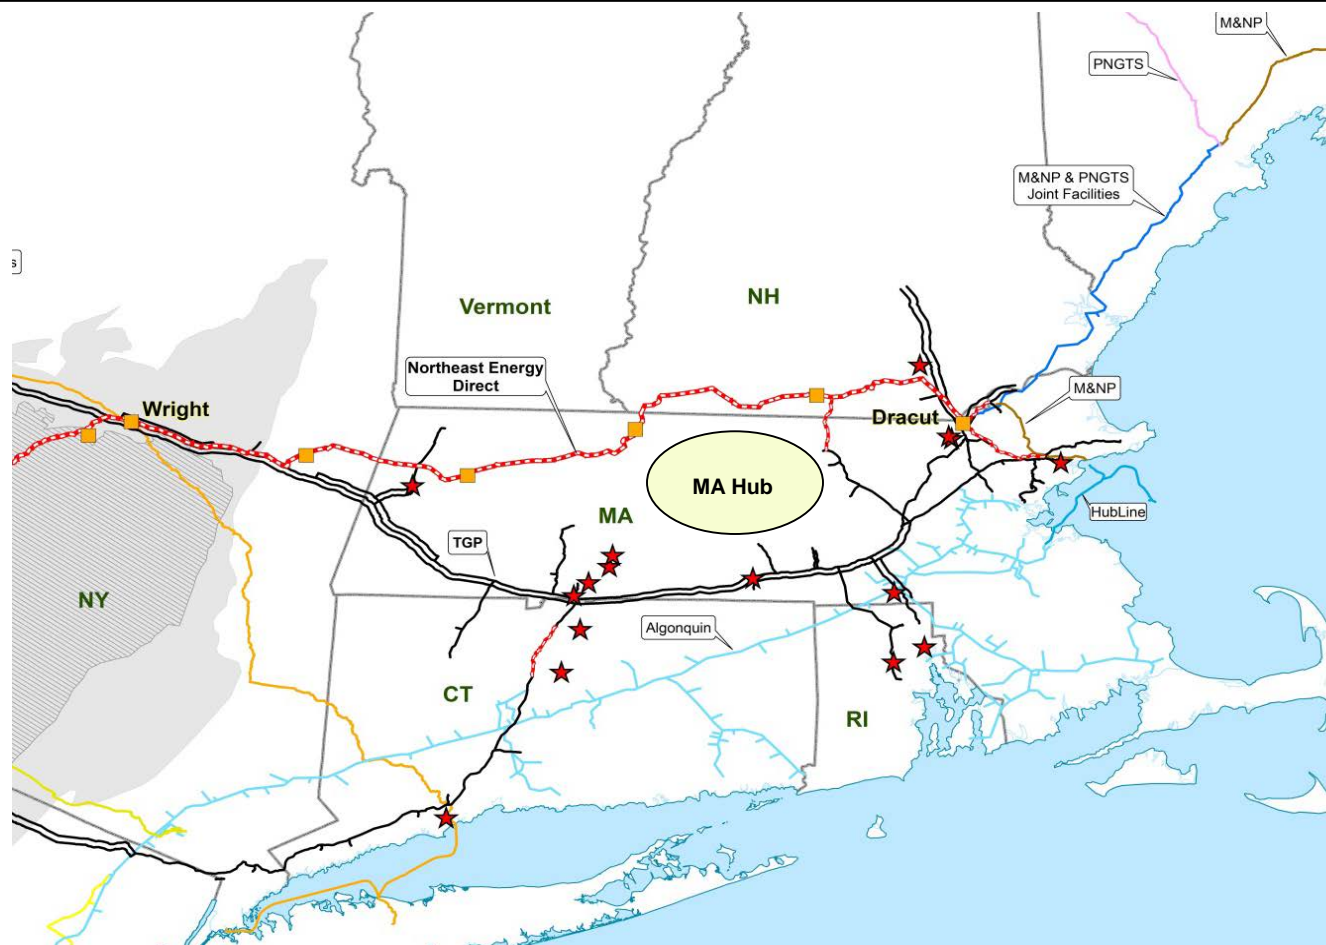 M&NP
PNGTS
M&NP & PNGTS
Joint Facilities
s
NH
Vermont
Northeast Energy
Direct
M&NP
Wright
Dracut
MA Hub
HubLine
MA
TGP
NY
Algonquin
CT
RI